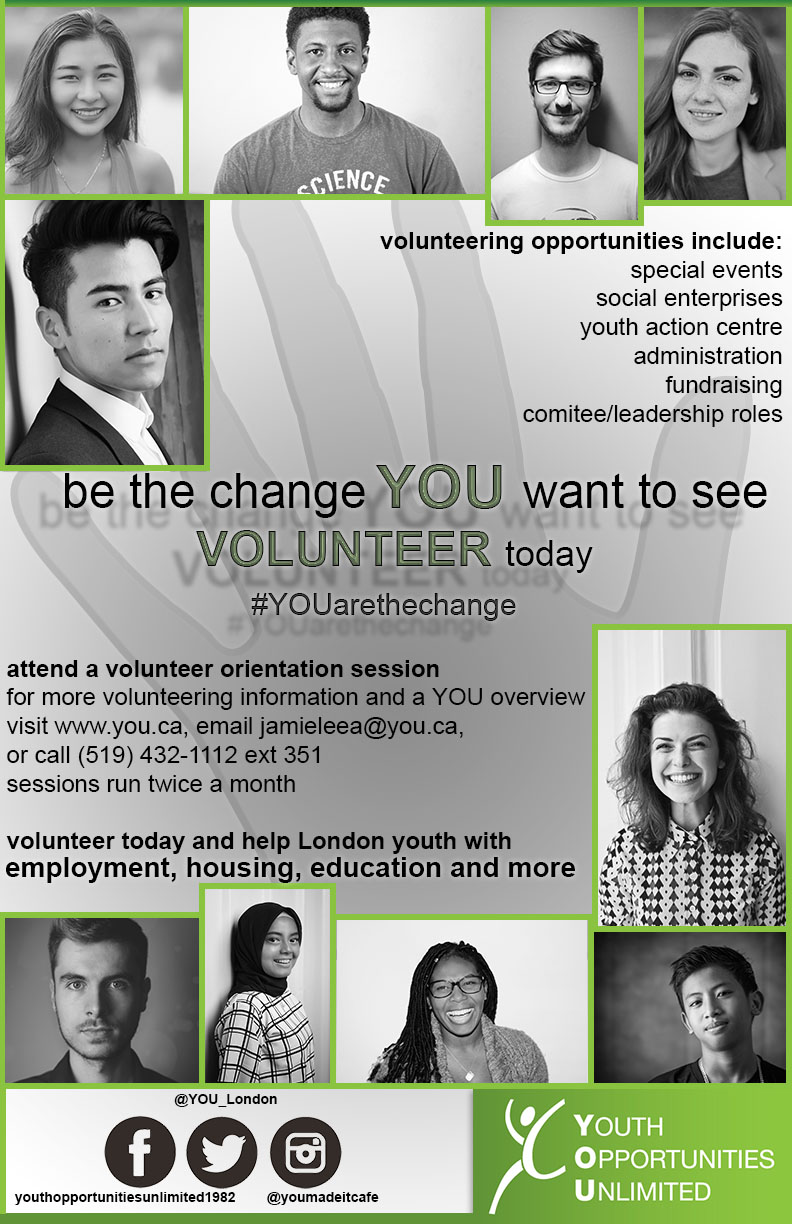 SCIENCE
volunteering opportunities include:
special events
social enterprises
youth action centre
administration
fundraising
comitee/leadership roles
be the change YOU want to see
VOLUNTEER today
#YOUarethechange
attend a volunteer orientation session
for more volunteering information and a YOU overview
visit www.you.ca, email jamieleea@you.ca,
or call (519) 432-1112 ext 351
sessions run twice a month
volunteer today and help London youth with
employment, housing, education and more
@YOU_London
youthopportunitiesunlimited1982 @youmadeitcafe
YOUTH
OPPORTUNITIES
UNLIMITED